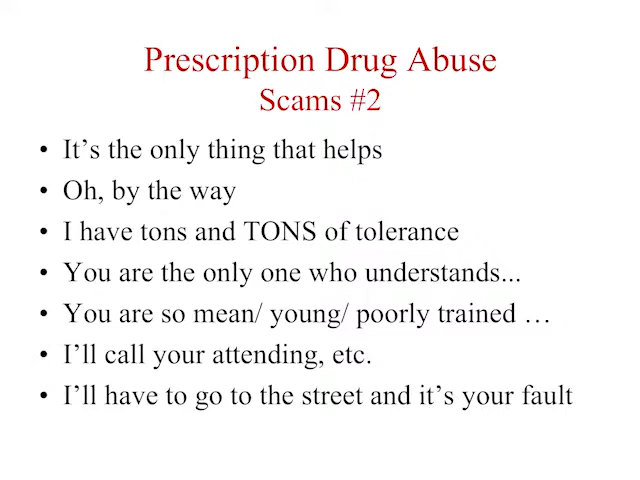 Prescription Drug Abuse
Scams #2
• It's the only thing that helps
• Oh, by the way
• I have tons and TONS of tolerance
• You are the only one who understands...
• You are so mean/ young/ poorly trained …
• I'll call your attending, etc.
• I'll have to go to the street and it's your fault